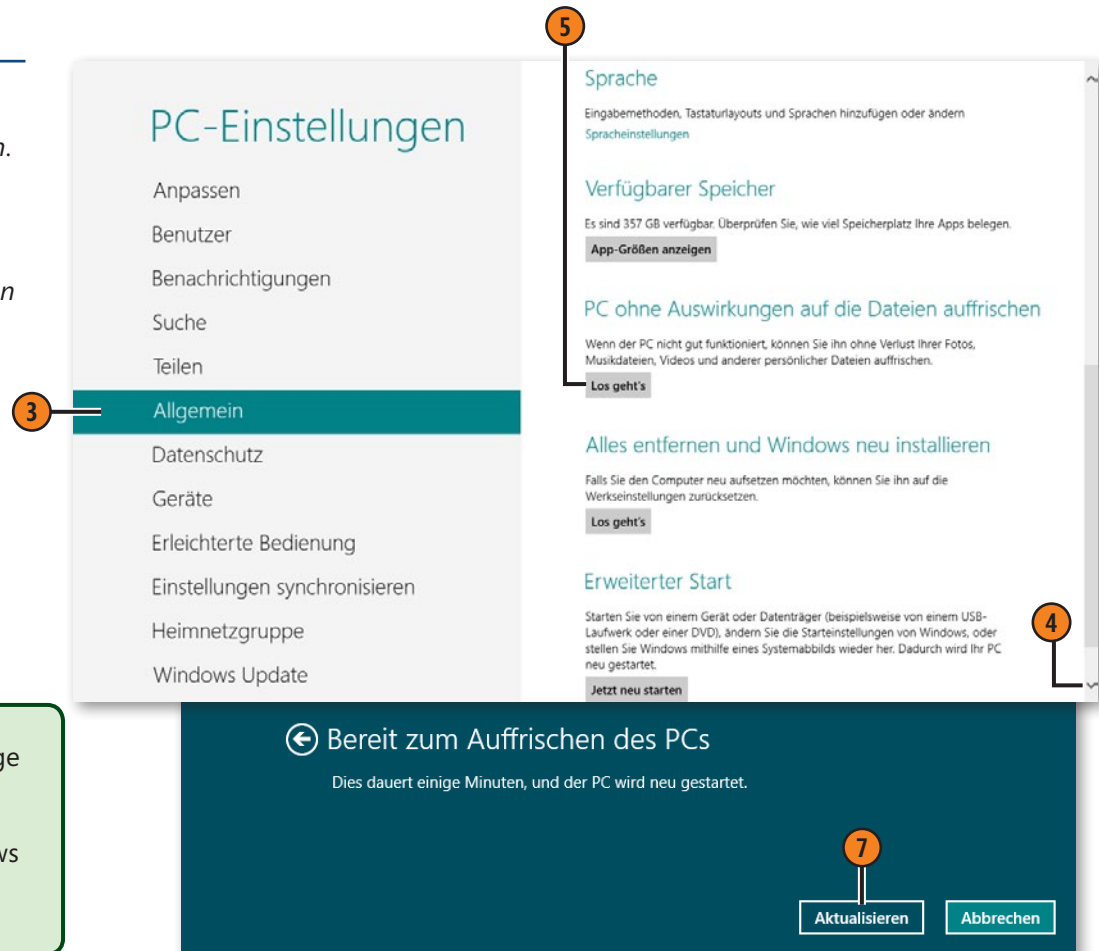 5
PC-Einstellungen
Anpassen
Benutzer
Benachrichtigungen
Suche
Teilen
3
Allgemein
Datenschutz
Geräte
Erleichterte Bedienung
Einstellungen synchronisieren
Heimnetzgruppe
Windows Update
Sprache
Eingabemethoden, Tastaturlayouts und Sprachen hinzufügen oder ändern
Spracheinstellungen
Verfügbarer Speicher
Es sind 357 GB verfügbar. Überprüfen Sie, wie viel Speicherplatz Ihre Apps belegen.
App-Größen anzeigen
PC ohne Auswirkungen auf die Dateien auffrischen
Wenn der PC nicht gut funktioniert, können Sie ihn ohne Verlust Ihrer Fotos,
Musikdateien, Videos und anderer persönlicher Dateien auffrischen.
Los geht's
Alles entfernen und Windows neu installieren
Falls Sie den Computer neu aufsetzen möchten, können Sie ihn auf die
Werkseinstellungen zurücksetzen.
Los geht's
Erweiterter Start
Starten Sie von einem Gerät oder Datenträger (beispielsweise von einem USB-
Laufwerk oder einer DVD), ändern Sie die Starteinstellungen von Windows, oder
stellen Sie Windows mithilfe eines Systemabbilds wieder her. Dadurch wird Ihr PC
neu gestartet.
Jetzt neu starten
4
Bereit zum Auffrischen des PCs
Dies dauert einige Minuten, und der PC wird neu gestartet.
7
Aktualisieren
Abbrechen